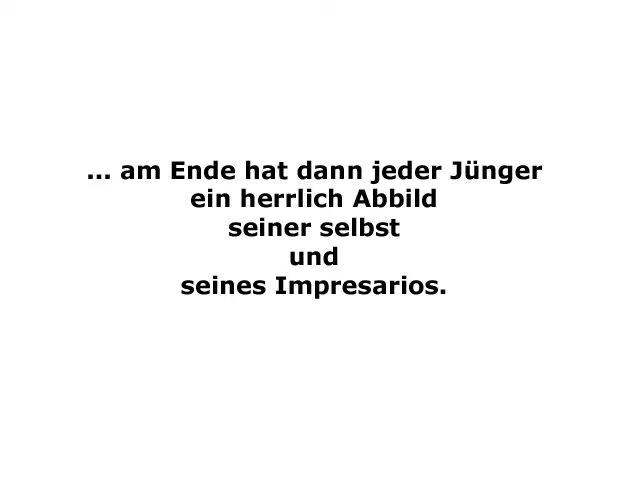 ... am Ende hat dann jeder Jünger
ein herrlich Abbild
seiner selbst
und
seines Impresarios.